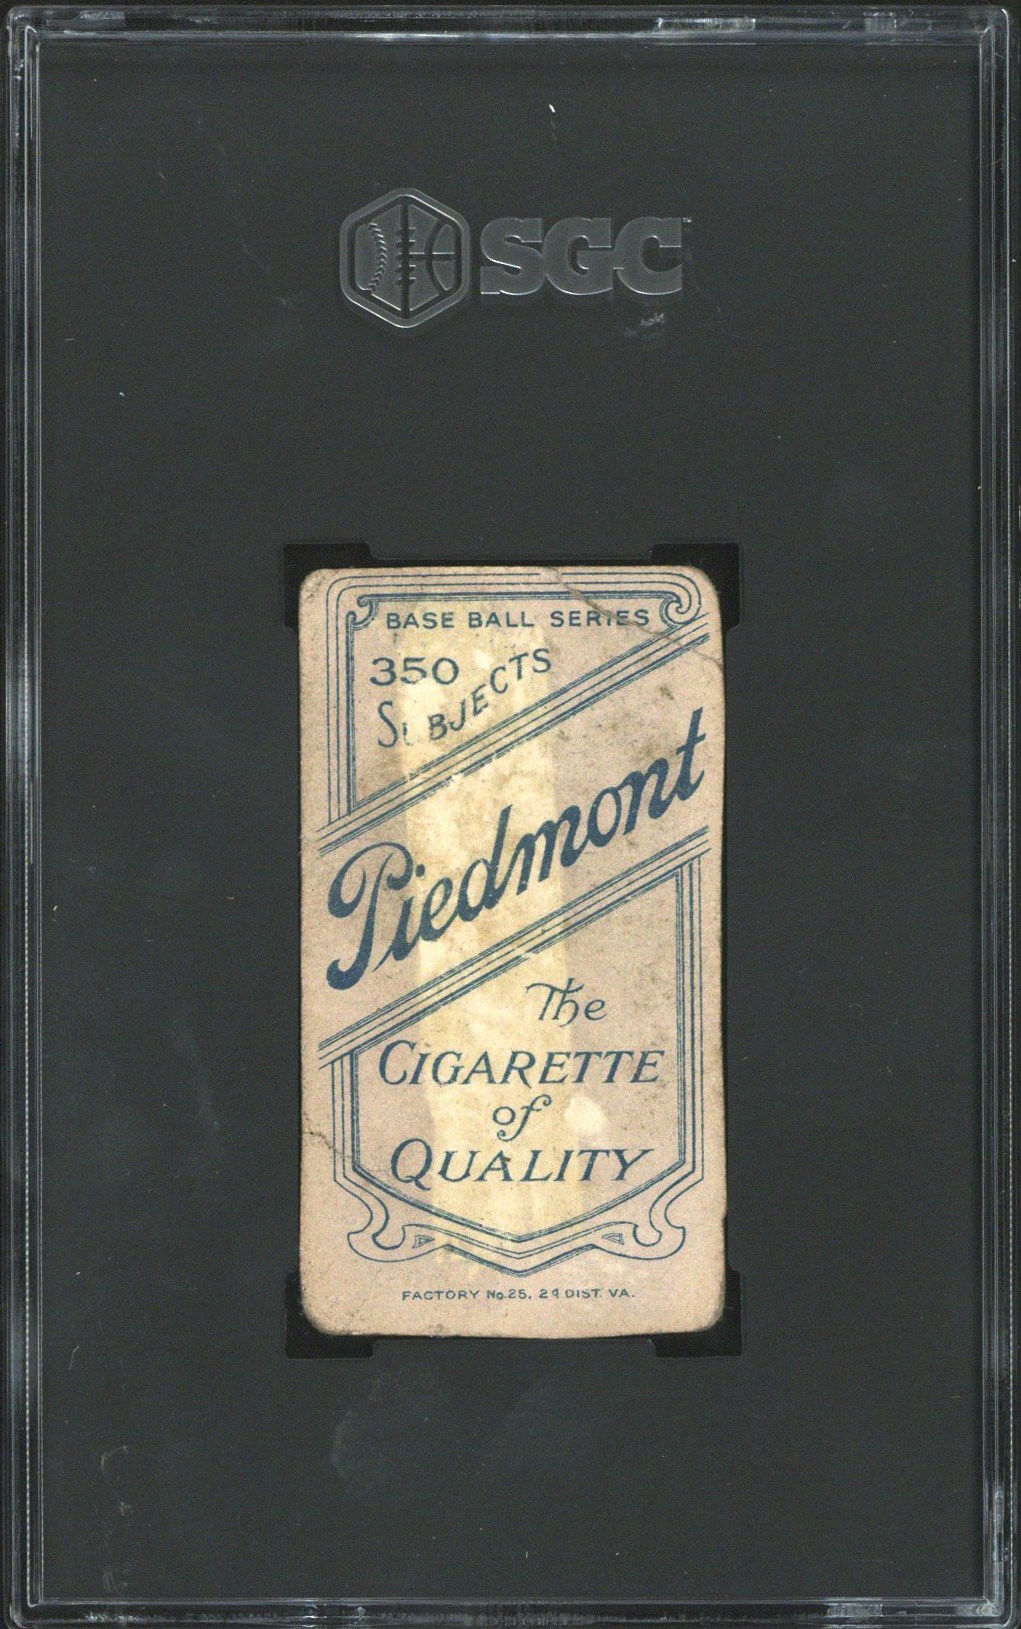 SGC
BASE BALL SERIES
350
SUBJECTS
Piedmont
The
CIGARETTE
of
QUALITY
FACTORY No. 25, 2d DIST. VA.